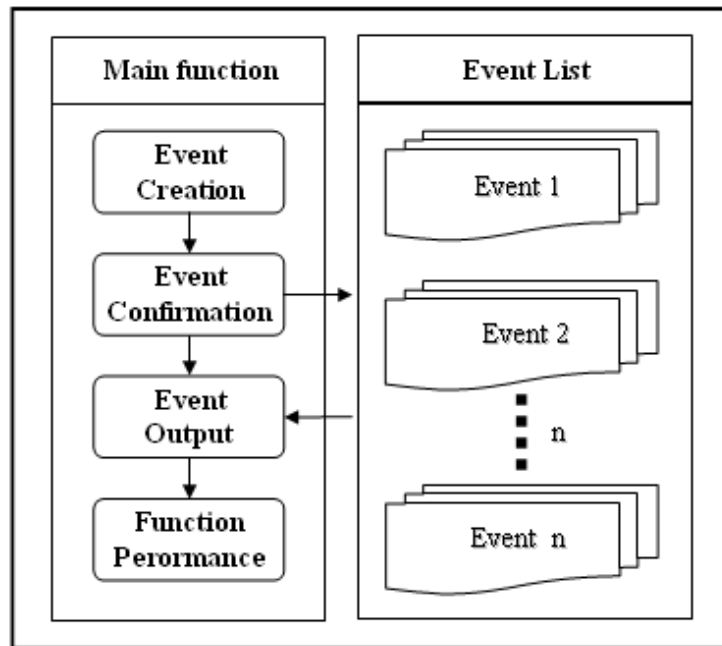 Main function
Event
Creation
Event
Confirmation
Event
Output
Function
Perormance
Event List
Event 1
Event 2
n
Event n